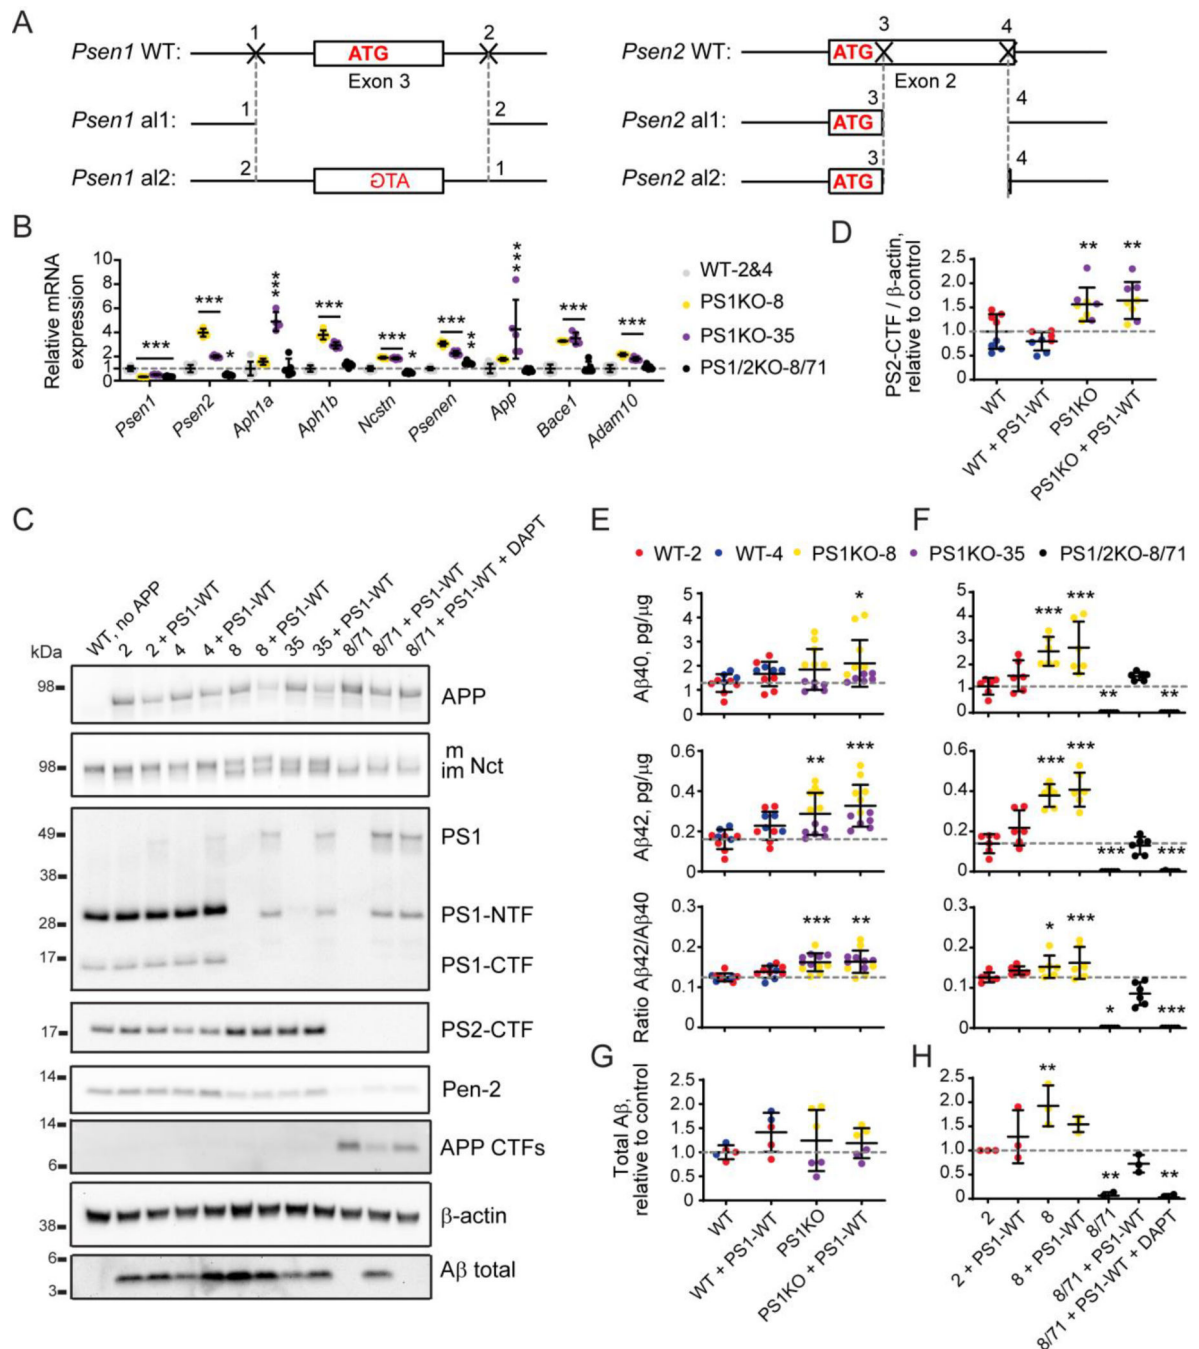 A
Psen1 WT:
1
2
ATG
Exon 3
Psen1 al1:
1
2
Psen1 al2:
2
1
ATG
Psen2 WT:
3
4
ATG
Exon 2
Psen2 al1:
3
4
ATG
Psen2 al2:
3
4
ATG
B
Relative mRNA
expression
10
8
6
4
2
1
0
***
***
*
***
***
***
*
***
**
***
***
***
Psen1
Psen2
Aph1a
Aph1b
Ncstn
Psenen
App
Bace1
Adam10
WT-2&4
PS1KO-8
PS1KO-35
PS1/2KO-8/71
D
PS2-CTF / β-actin,
relative to control
2.5
2.0
1.5
1.0
0.5
0
**
**
WT
WT + PS1-WT
PS1KO
PS1KO + PS1-WT
C
WT, no APP
2
2 + PS1-WT
4
4 + PS1-WT
8
8 + PS1-WT
35
35 + PS1-WT
8/71
8/71 + PS1-WT
8/71 + PS1-WT + DAPT
kDa
98
APP
98
m
im Nct
49
PS1
38
28
PS1-NTF
17
PS1-CTF
17
PS2-CTF
14
Pen-2
14
6
APP CTFs
38
β-actin
6
3
Aβ total
E
F
WT-2
WT-4
PS1KO-8
PS1KO-35
PS1/2KO-8/71
Aβ40, pg/µg
5
4
3
2
1
0
*
5
4
3
2
1
0
***
***
**
**
Aβ42, pg/µg
0.6
0.4
0.2
0
**
***
0.6
0.4
0.2
0
***
***
***
***
Ratio Aβ42/Aβ40
0.3
0.2
0.1
0
***
**
0.3
0.2
0.1
0
*
***
*
***
G
Total Aβ,
relative to control
2.5
2.0
1.5
1.0
0.5
0
WT
WT + PS1-WT
PS1KO
PS1KO + PS1-WT
H
2.5
2.0
1.5
1.0
0.5
0
**
**
**
2
2 + PS1-WT
8
8 + PS1-WT
8/71
8/71 + PS1-WT
8/71 + PS1-WT + DAPT